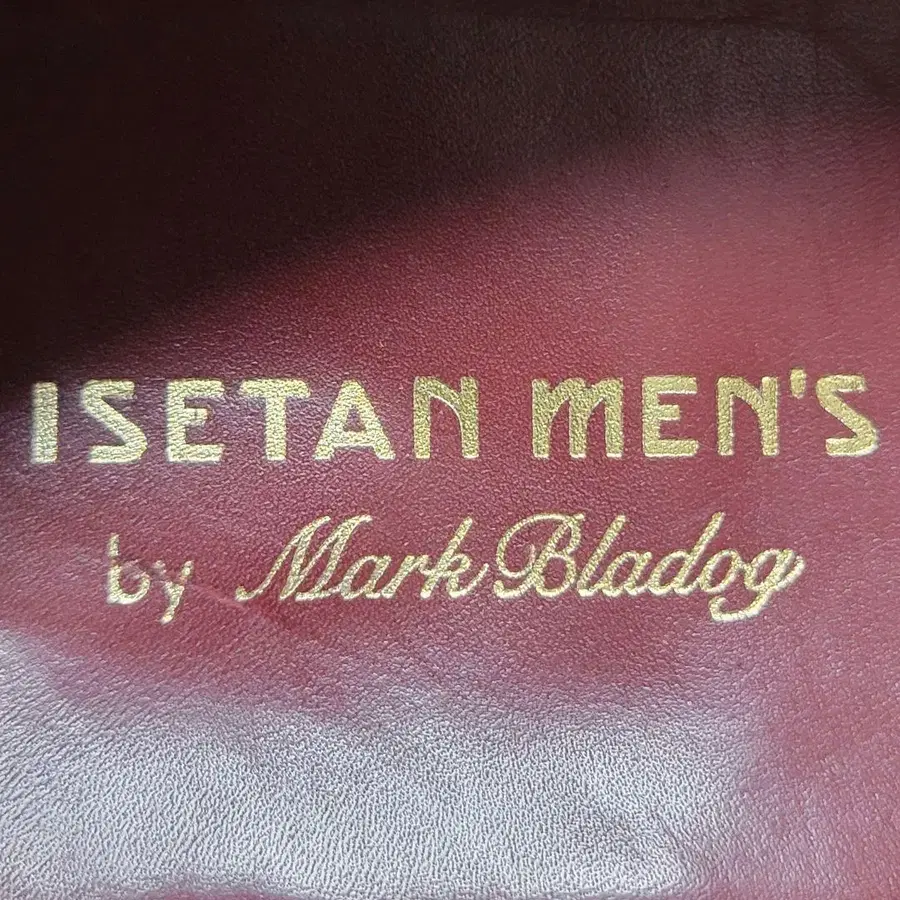 ISETAN MEN'S
by Mark Bladog